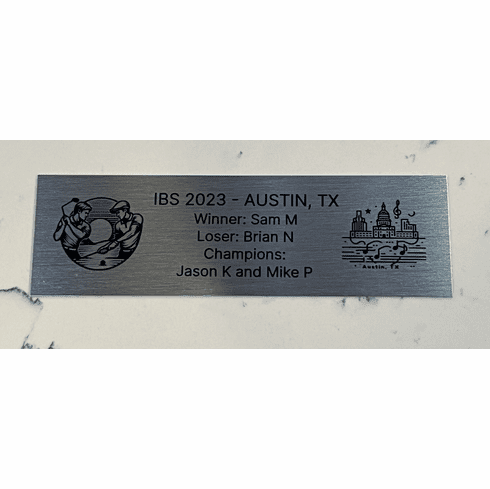 IBS 2023 - AUSTIN, TX
Winner: Sam M
Loser: Brian N
Champions:
Jason K and Mike P
Austin, TX